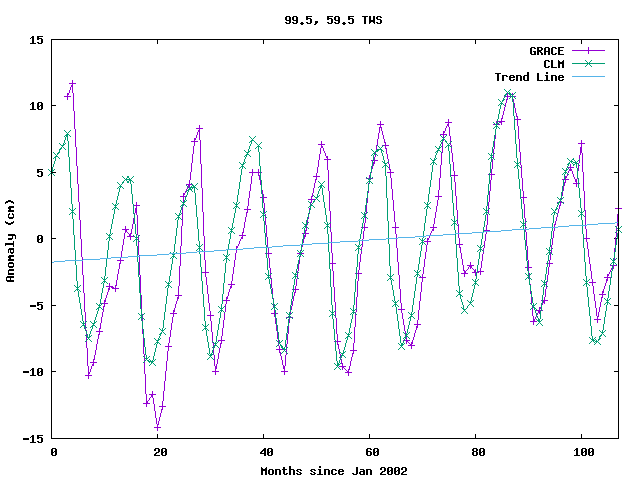 99.5, 59.5 TWS
GRACE
CLM
Trend Line
15
10
5
0
-5
-10
-15
Anomaly (cm)
0 20 40 60 80 100
Months since Jan 2002